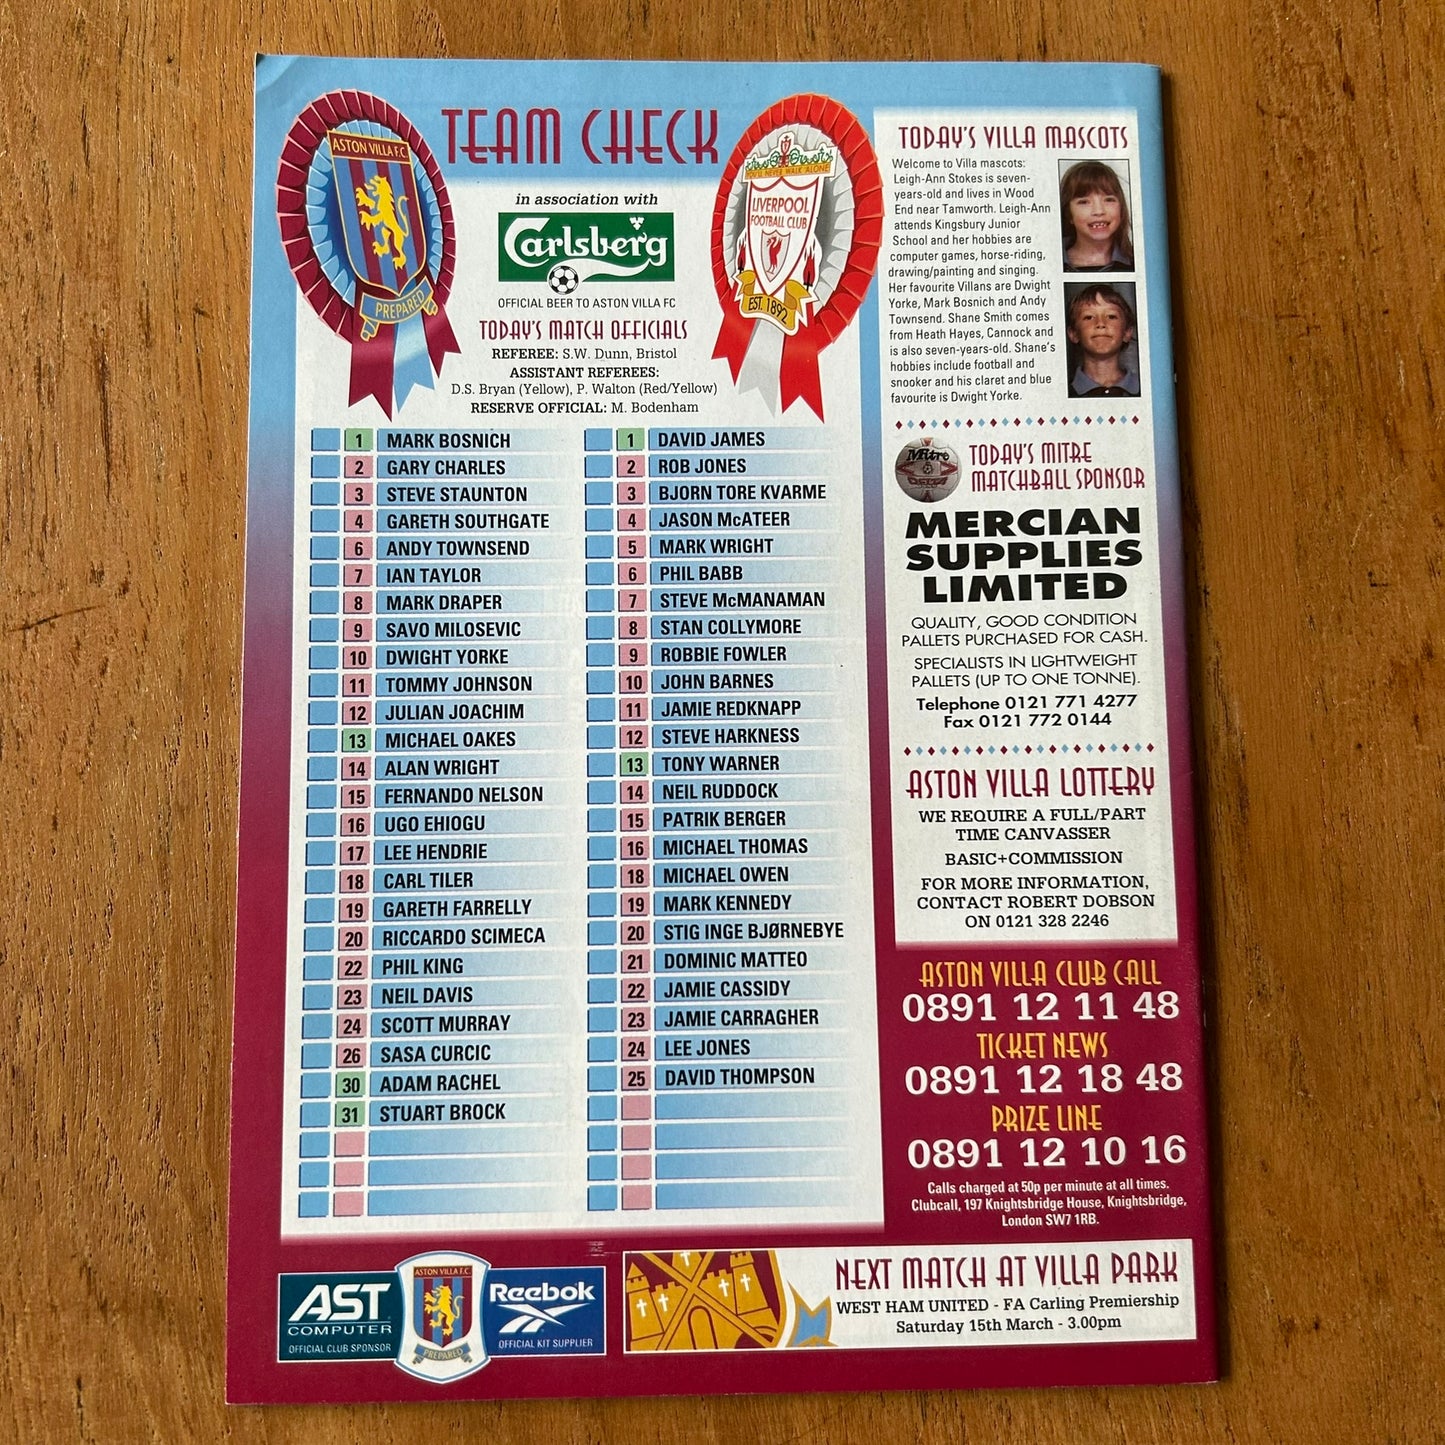 TEAM CHECK
ASTON VILLA F.C.
PREPARED
in association with
Carlsberg
OFFICIAL BEER TO ASTON VILLA FC
YOU'LL NEVER WALK ALONE
LIVERPOOL
FOOTBALL CLUB
EST. 1892
TODAY'S MATCH OFFICIALS
REFEREE: S.W. Dunn, Bristol
ASSISTANT REFEREES:
D.S. Bryan (Yellow), P. Walton (Red/Yellow)
RESERVE OFFICIAL: M. Bodenham
1 MARK BOSNICH
2 GARY CHARLES
3 STEVE STAUNTON
4 GARETH SOUTHGATE
6 ANDY TOWNSEND
7 IAN TAYLOR
8 MARK DRAPER
9 SAVO MILOSEVIC
10 DWIGHT YORKE
11 TOMMY JOHNSON
12 JULIAN JOACHIM
13 MICHAEL OAKES
14 ALAN WRIGHT
15 FERNANDO NELSON
16 UGO EHIOGU
17 LEE HENDRIE
18 CARL TILER
19 GARETH FARRELLY
20 RICCARDO SCIMECA
22 PHIL KING
23 NEIL DAVIS
24 SCOTT MURRAY
26 SASA CURCIC
30 ADAM RACHEL
31 STUART BROCK
1 DAVID JAMES
2 ROB JONES
3 BJORN TORE KVARME
4 JASON McATEER
5 MARK WRIGHT
6 PHIL BABB
7 STEVE McMANAMAN
8 STAN COLLYMORE
9 ROBBIE FOWLER
10 JOHN BARNES
11 JAMIE REDKNAPP
12 STEVE HARKNESS
13 TONY WARNER
14 NEIL RUDDOCK
15 PATRIK BERGER
16 MICHAEL THOMAS
18 MICHAEL OWEN
19 MARK KENNEDY
20 STIG INGE BJØRNEBYE
21 DOMINIC MATTEO
22 JAMIE CASSIDY
23 JAMIE CARRAGHER
24 LEE JONES
25 DAVID THOMPSON
TODAY'S VILLA MASCOTS
Welcome to Villa mascots:
Leigh-Ann Stokes is seven-
years-old and lives in Wood
End near Tamworth. Leigh-Ann
attends Kingsbury Junior
School and her hobbies are
computer games, horse-riding,
drawing/painting and singing.
Her favourite Villans are Dwight
Yorke, Mark Bosnich and Andy
Townsend. Shane Smith comes
from Heath Hayes, Cannock and
is also seven-years-old. Shane's
hobbies include football and
snooker and his claret and blue
favourite is Dwight Yorke.
Mitre
TODAY'S MITRE
MATCHBALL SPONSOR
MERCIAN
SUPPLIES
LIMITED
QUALITY, GOOD CONDITION
PALLETS PURCHASED FOR CASH.
SPECIALISTS IN LIGHTWEIGHT
PALLETS (UP TO ONE TONNE).
Telephone 0121 771 4277
Fax 0121 772 0144
ASTON VILLA LOTTERY
WE REQUIRE A FULL/PART
TIME CANVASSER
BASIC+COMMISSION
FOR MORE INFORMATION,
CONTACT ROBERT DOBSON
ON 0121 328 2246
ASTON VILLA CLUB CALL
0891 12 11 48
TICKET NEWS
0891 12 18 48
PRIZE LINE
0891 12 10 16
Calls charged at 50p per minute at all times.
Clubcall, 197 Knightsbridge House, Knightsbridge,
London SW7 1RB.
AST
COMPUTER
OFFICIAL CLUB SPONSOR
ASTON VILLA F.C.
PREPARED
Reebok
OFFICIAL KIT SUPPLIER
NEXT MATCH AT VILLA PARK
WEST HAM UNITED - FA Carling Premiership
Saturday 15th March - 3.00pm